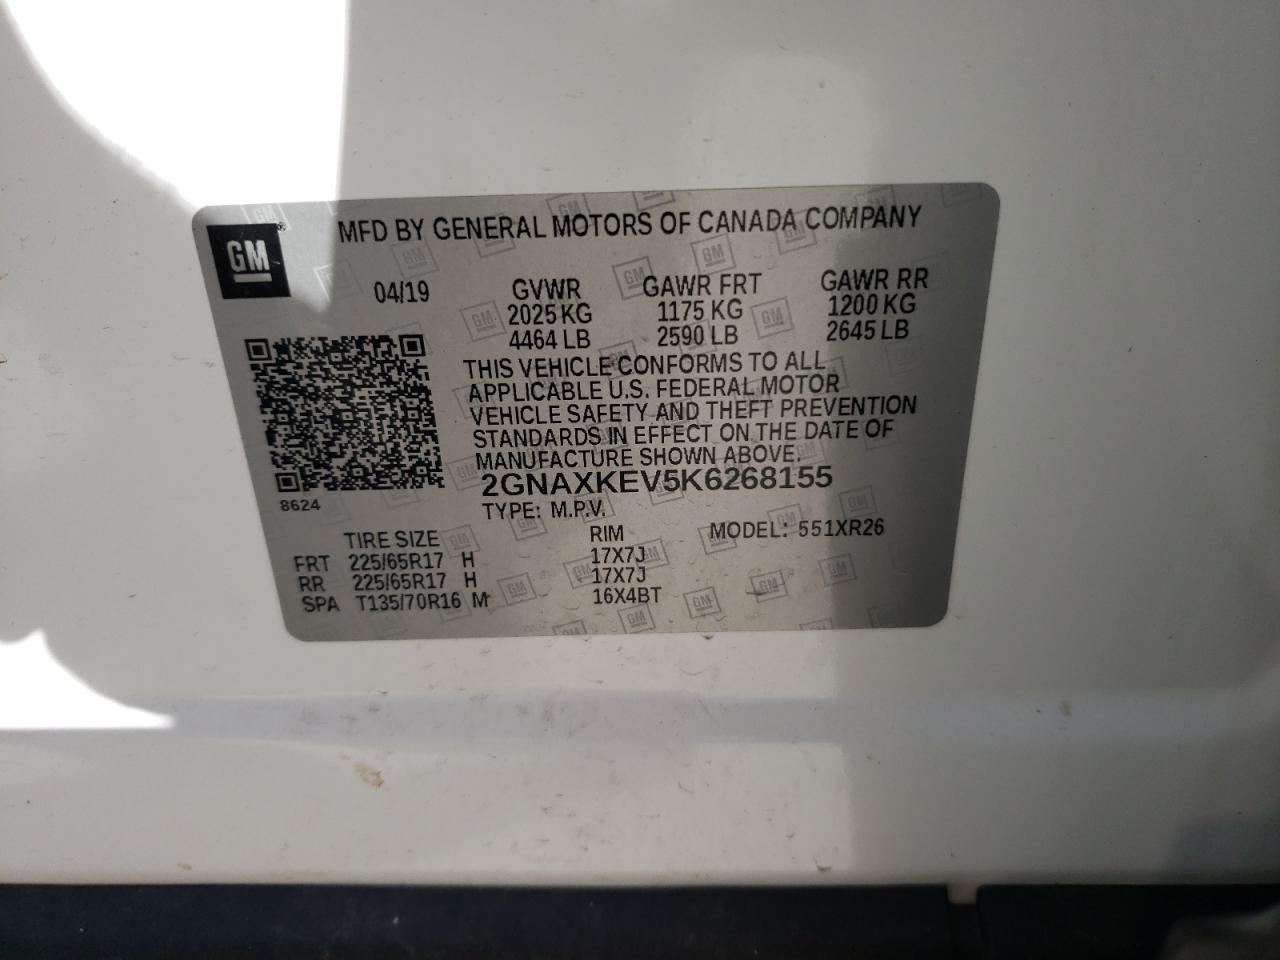 GM ®
MFD BY GENERAL MOTORS OF CANADA COMPANY
04/19 GVWR GAWR FRT GAWR RR
2025 KG 1175 KG 1200 KG
4464 LB 2590 LB 2645 LB
THIS VEHICLE CONFORMS TO ALL
APPLICABLE U.S. FEDERAL MOTOR
VEHICLE SAFETY AND THEFT PREVENTION
STANDARDS IN EFFECT ON THE DATE OF
MANUFACTURE SHOWN ABOVE.
2GNAXKEV5K6268155
8624
TYPE: M.P.V.
TIRE SIZE RIM MODEL: 551XR26
FRT 225/65R17 H 17X7J
RR 225/65R17 H 17X7J
SPA T135/70R16 M 16X4BT